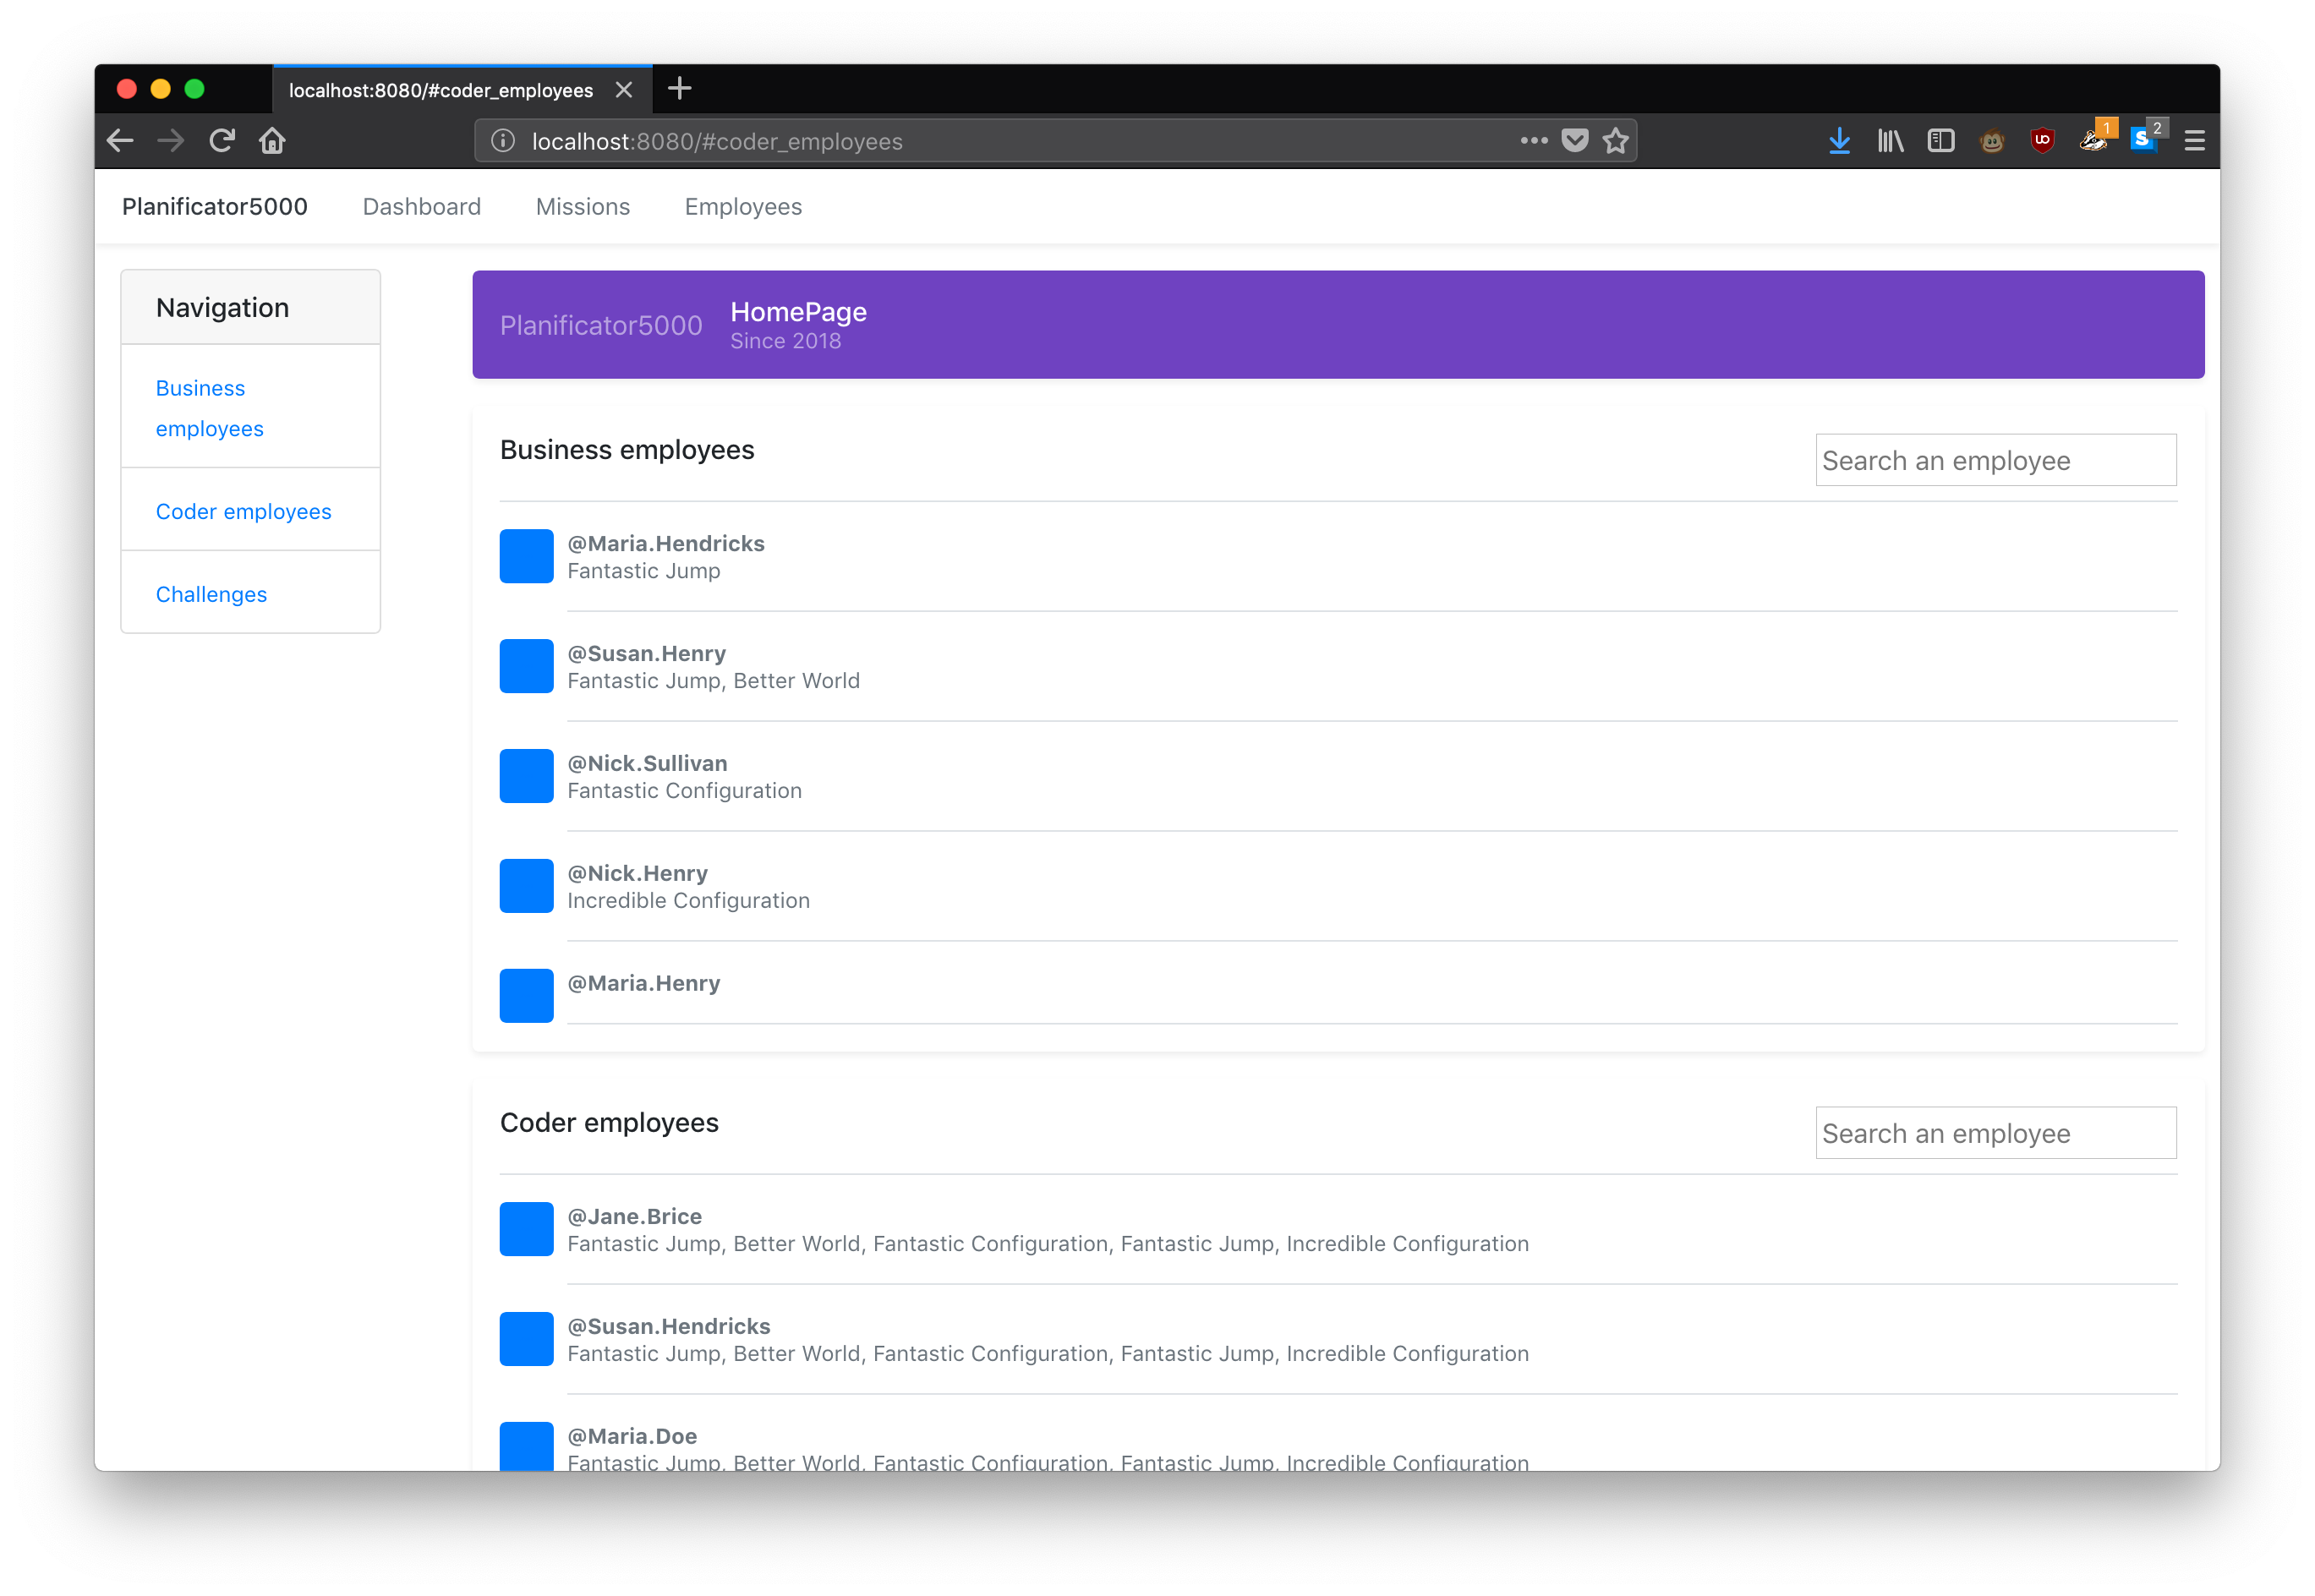 localhost:8080/#coder_employees
localhost:8080/#coder_employees
1
2
Planificator5000 Dashboard Missions Employees
Navigation
Business
employees
Coder employees
Challenges
Planificator5000
HomePage
Since 2018
Business employees
Search an employee
@Maria.Hendricks
Fantastic Jump
@Susan.Henry
Fantastic Jump, Better World
@Nick.Sullivan
Fantastic Configuration
@Nick.Henry
Incredible Configuration
@Maria.Henry
Coder employees
Search an employee
@Jane.Brice
Fantastic Jump, Better World, Fantastic Configuration, Fantastic Jump, Incredible Configuration
@Susan.Hendricks
Fantastic Jump, Better World, Fantastic Configuration, Fantastic Jump, Incredible Configuration
@Maria.Doe
Fantastic Jump, Better World, Fantastic Configuration, Fantastic Jump, Incredible Configuration